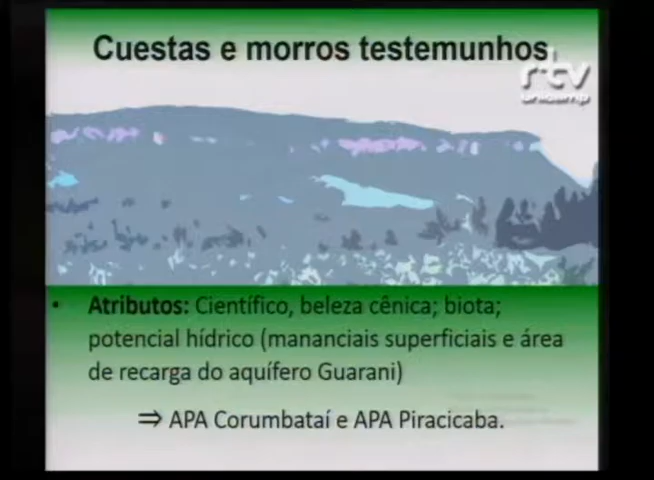 Cuestas e morros testemunhos
rtv
unicamp
• Atributos: Científico, beleza cênica; biota;
potencial hídrico (mananciais superficiais e área
de recarga do aquífero Guarani)
⇒ APA Corumbataí e APA Piracicaba.